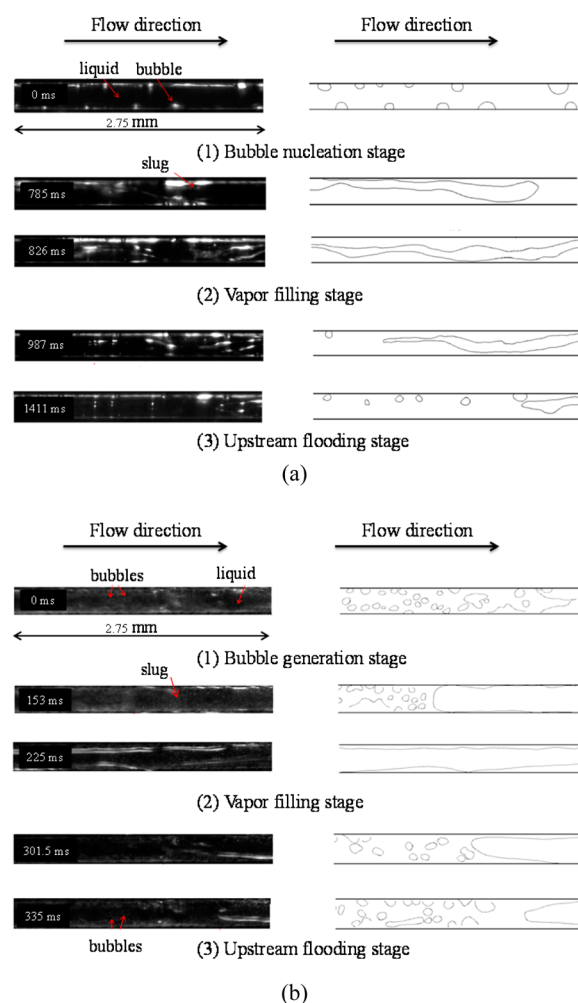 Flow direction Flow direction
liquid bubble
0 ms
2.75 mm
(1) Bubble nucleation stage
slug
785 ms
826 ms
(2) Vapor filling stage
987 ms
1411 ms
(3) Upstream flooding stage
(a)
Flow direction Flow direction
bubbles liquid
0 ms
2.75 mm
(1) Bubble generation stage
slug
153 ms
225 ms
(2) Vapor filling stage
301.5 ms
335 ms
bubbles
(3) Upstream flooding stage
(b)